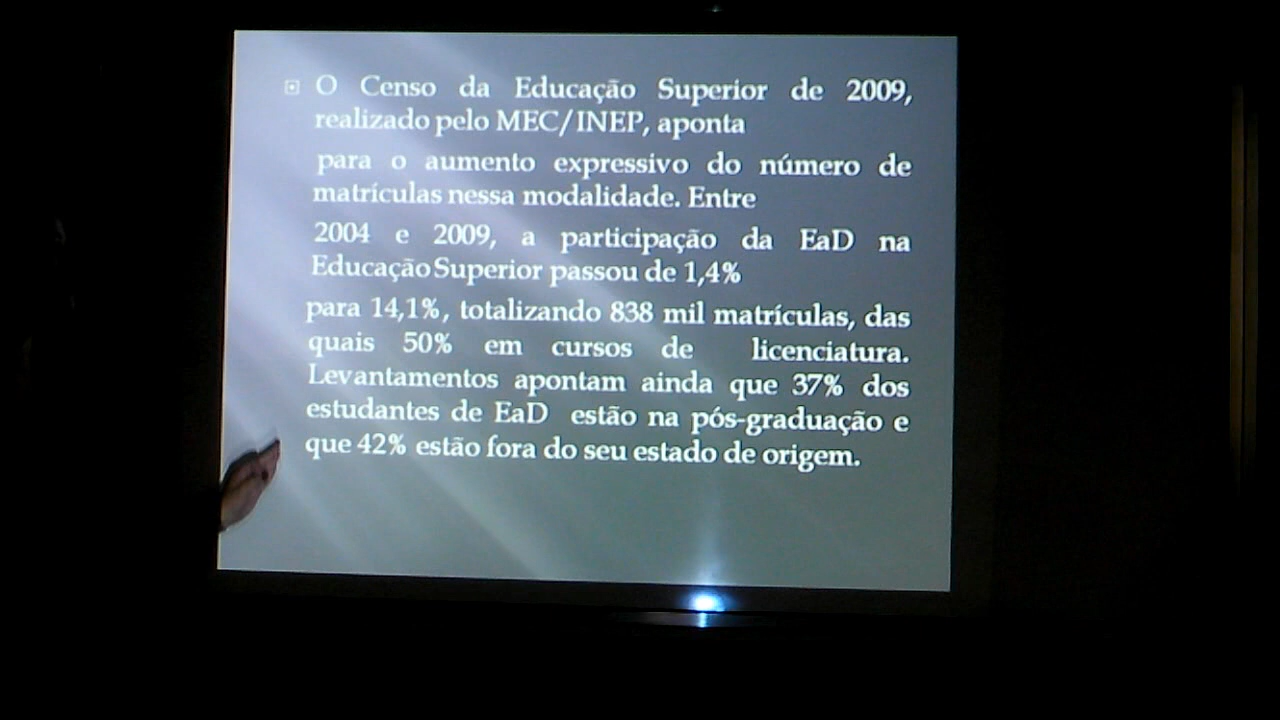 O Censo da Educação Superior de 2009,
realizado pelo MEC/INEP, aponta
para o aumento expressivo do número de
matrículas nessa modalidade. Entre
2004 e 2009, a participação da EaD na
Educação Superior passou de 1,4%
para 14,1%, totalizando 838 mil matrículas, das
quais 50% em cursos de licenciatura.
Levantamentos apontam ainda que 37% dos
estudantes de EaD estão na pós-graduação e
que 42% estão fora do seu estado de origem.